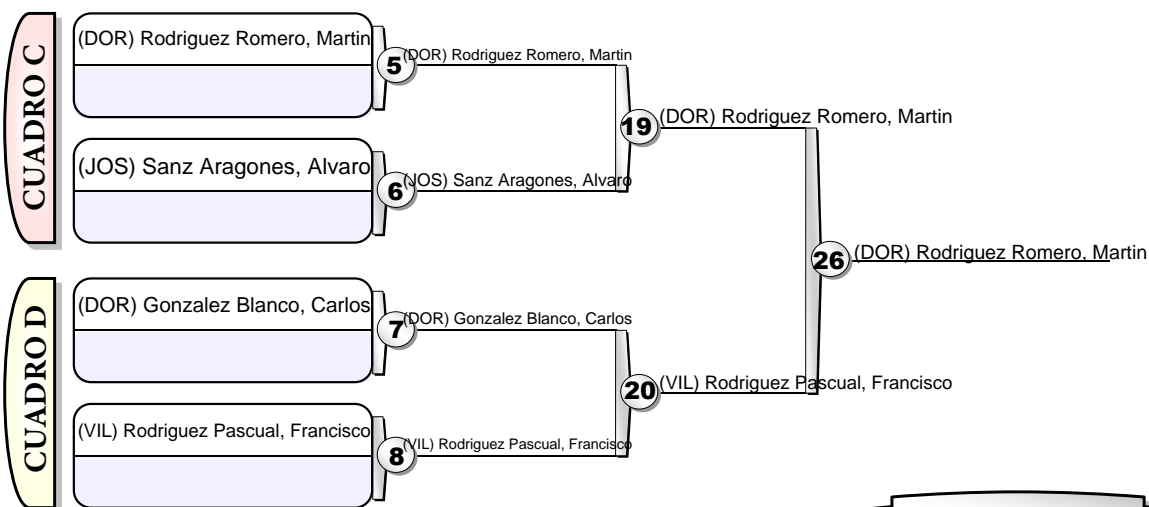 CUADRO C
(DOR) Rodriguez Romero, Martin
5
(DOR) Rodriguez Romero, Martin
19
(DOR) Rodriguez Romero, Martin
(JOS) Sanz Aragones, Alvaro
6
(JOS) Sanz Aragones, Alvaro
26
(DOR) Rodriguez Romero, Martin
CUADRO D
(DOR) Gonzalez Blanco, Carlos
7
(DOR) Gonzalez Blanco, Carlos
20
(VIL) Rodriguez Pascual, Francisco
(VIL) Rodriguez Pascual, Francisco
8
(VIL) Rodriguez Pascual, Francisco